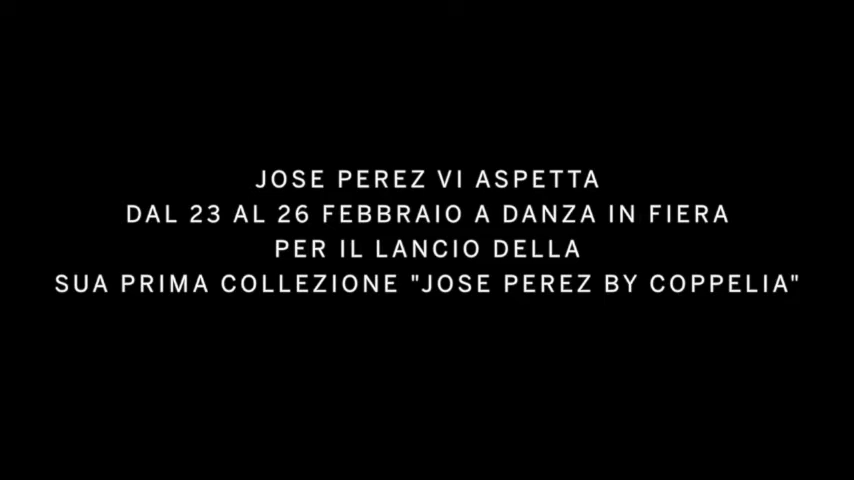 JOSE PEREZ VI ASPETTA
DAL 23 AL 26 FEBBRAIO A DANZA IN FIERA
PER IL LANCIO DELLA
SUA PRIMA COLLEZIONE "JOSE PEREZ BY COPPELIA"